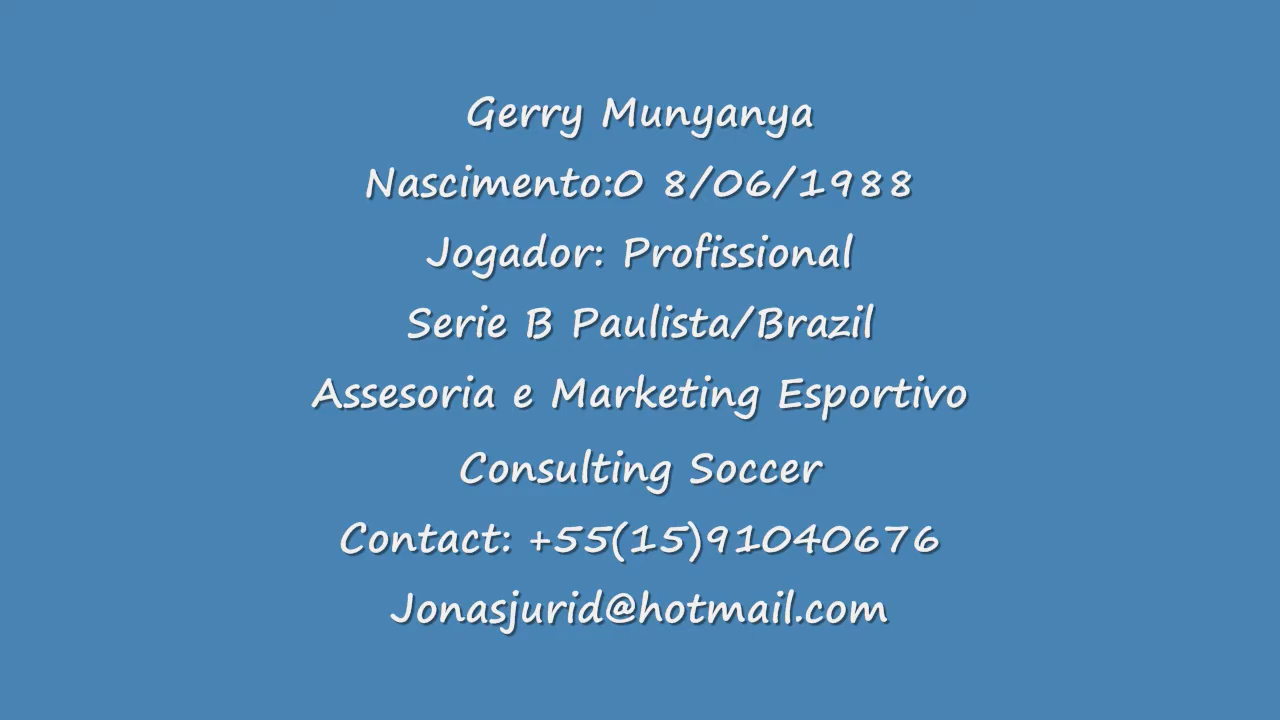 Gerry Munyanya
Nascimento:0 8/06/1988
Jogador: Profissional
Serie B Paulista/Brazil
Assesoria e Marketing Esportivo
Consulting Soccer
Contact: +55(15)91040676
Jonasjurid@hotmail.com